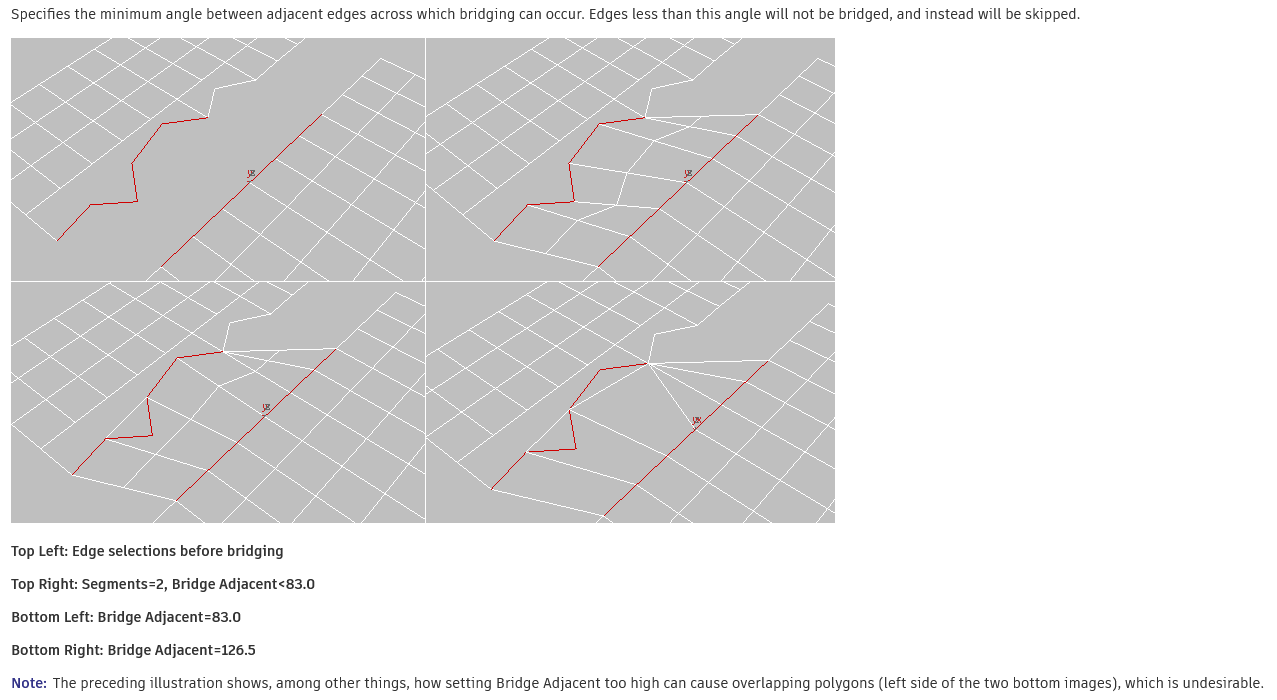 Specifies the minimum angle between adjacent edges across which bridging can occur. Edges less than this angle will not be bridged, and instead will be skipped.
Top Left: Edge selections before bridging
Top Right: Segments=2, Bridge Adjacent<83.0
Bottom Left: Bridge Adjacent=83.0
Bottom Right: Bridge Adjacent=126.5
Note: The preceding illustration shows, among other things, how setting Bridge Adjacent too high can cause overlapping polygons (left side of the two bottom images), which is undesirable.